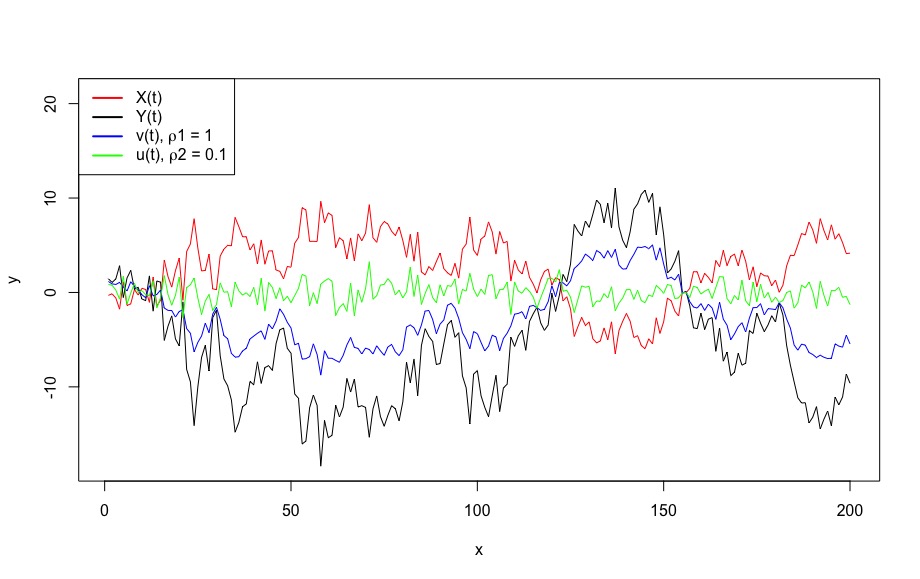 X(t)
Y(t)
v(t), ρ1 = 1
u(t), ρ2 = 0.1
y
20
10
0
-10
0 50 100 150 200
x